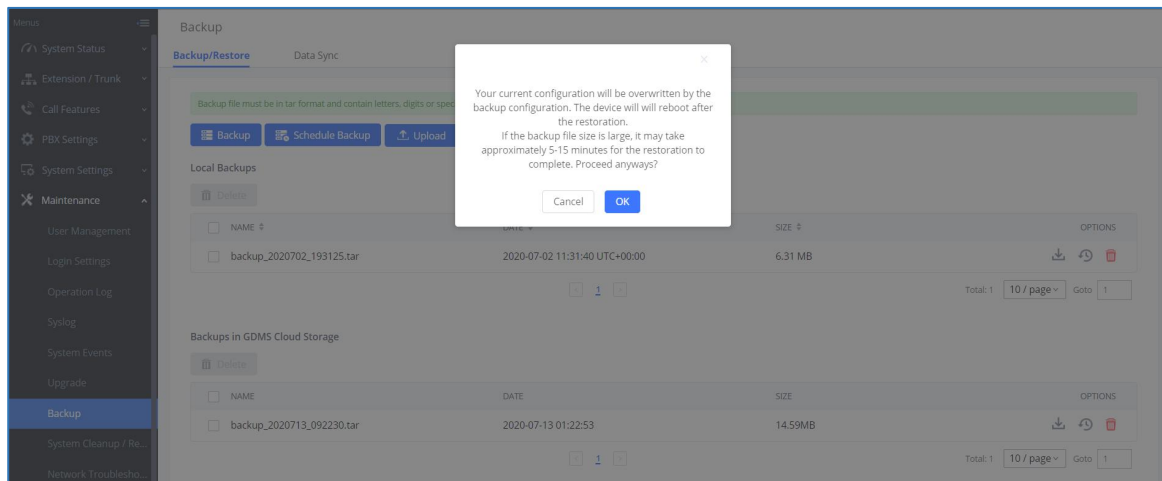 Menus
Backup
System Status
Backup/Restore
Data Sync
Extension / Trunk
Call Features
Backup file must be in tar format and contain letters, digits or spec
PBX Settings
Backup
Schedule Backup
Upload
System Settings
Local Backups
Maintenance
Delete
User Management
NAME
DATE
SIZE
OPTIONS
Login Settings
backup_2020702_193125.tar
2020-07-02 11:31:40 UTC+00:00
6.31 MB
Operation Log
1
Total: 1
10 / page
Goto
1
Syslog
Backups in GDMS Cloud Storage
System Events
Delete
Upgrade
NAME
DATE
SIZE
OPTIONS
Backup
backup_2020713_092230.tar
2020-07-13 01:22:53
14.59MB
System Cleanup / Re...
1
Total: 1
10 / page
Goto
1
Network Troublesho...
Your current configuration will be overwritten by the
backup configuration. The device will will reboot after
the restoration.
If the backup file size is large, it may take
approximately 5-15 minutes for the restoration to
complete. Proceed anyways?
Cancel
OK